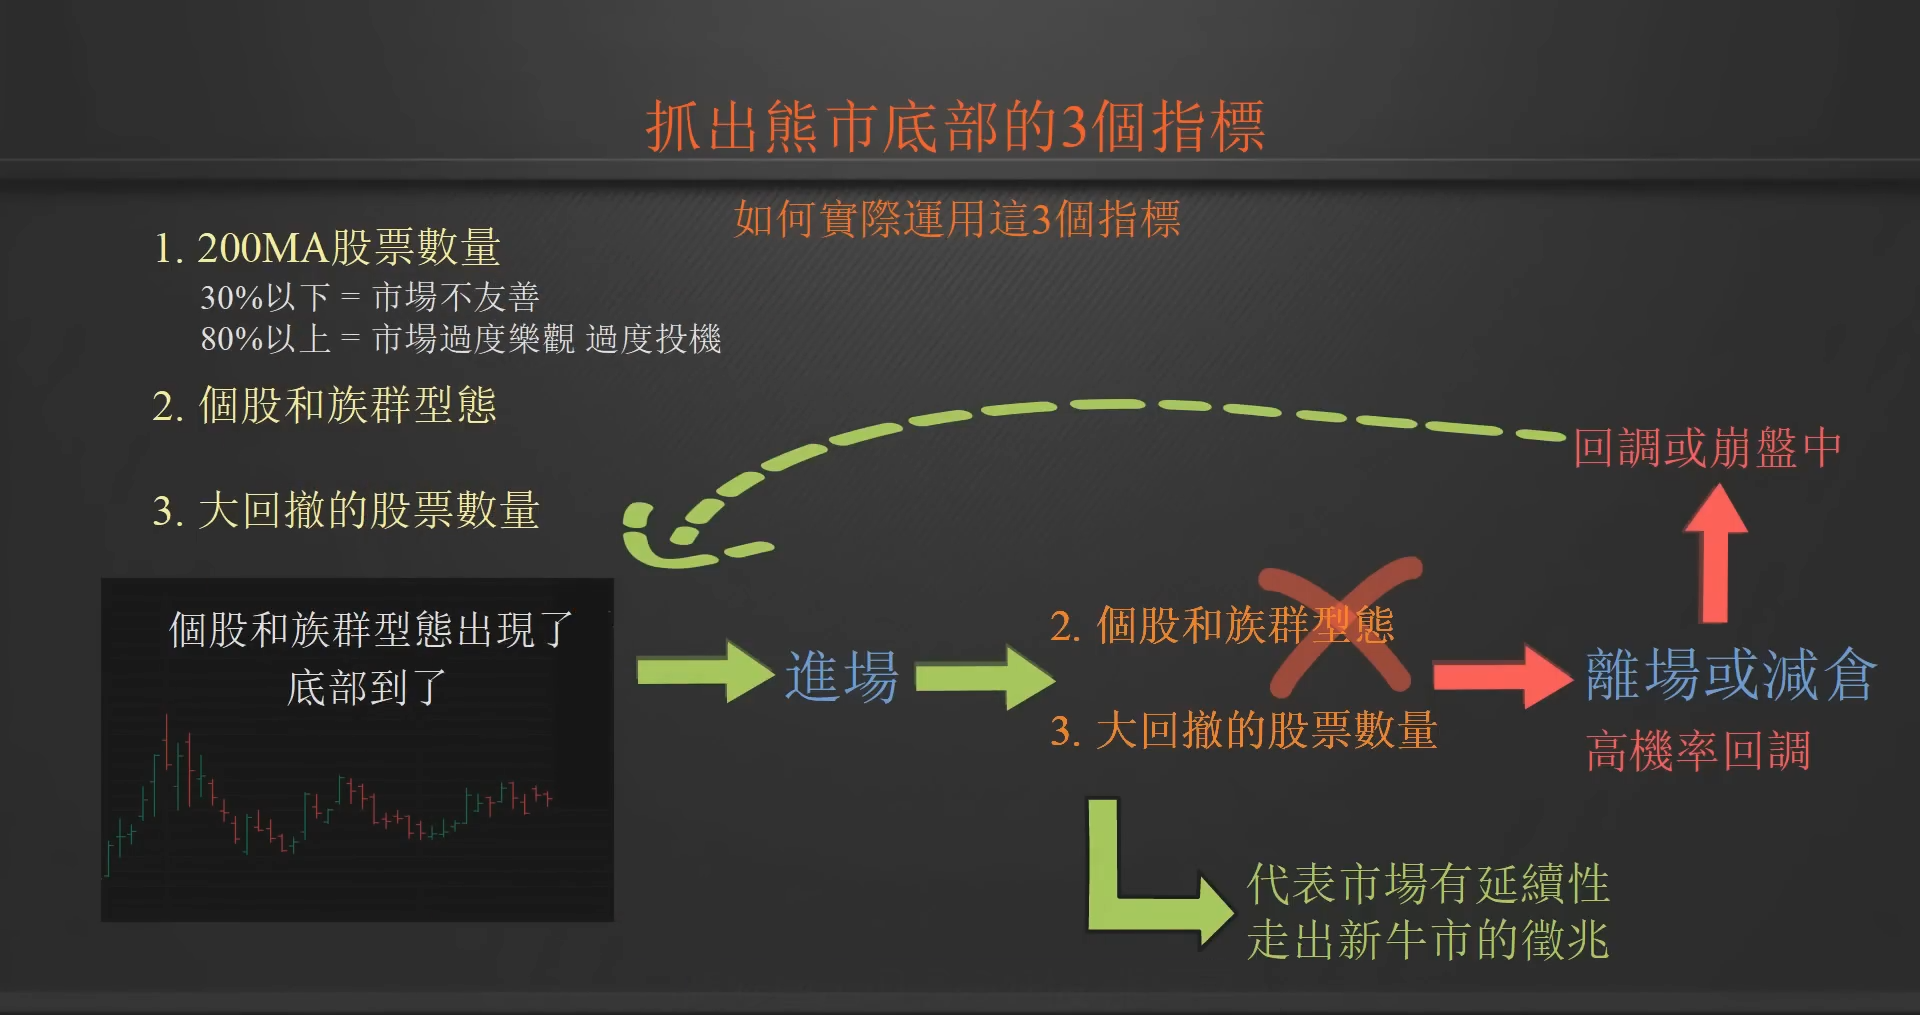 抓出熊市底部的3個指標
如何實際運用這3個指標
1. 200MA股票數量
30%以下 = 市場不友善
80%以上 = 市場過度樂觀 過度投機
2. 個股和族群型態
3. 大回撤的股票數量
個股和族群型態出現了
底部到了
進場
2. 個股和族群型態
3. 大回撤的股票數量
回調或崩盤中
離場或減倉
高機率回調
代表市場有延續性
走出新牛市的徵兆